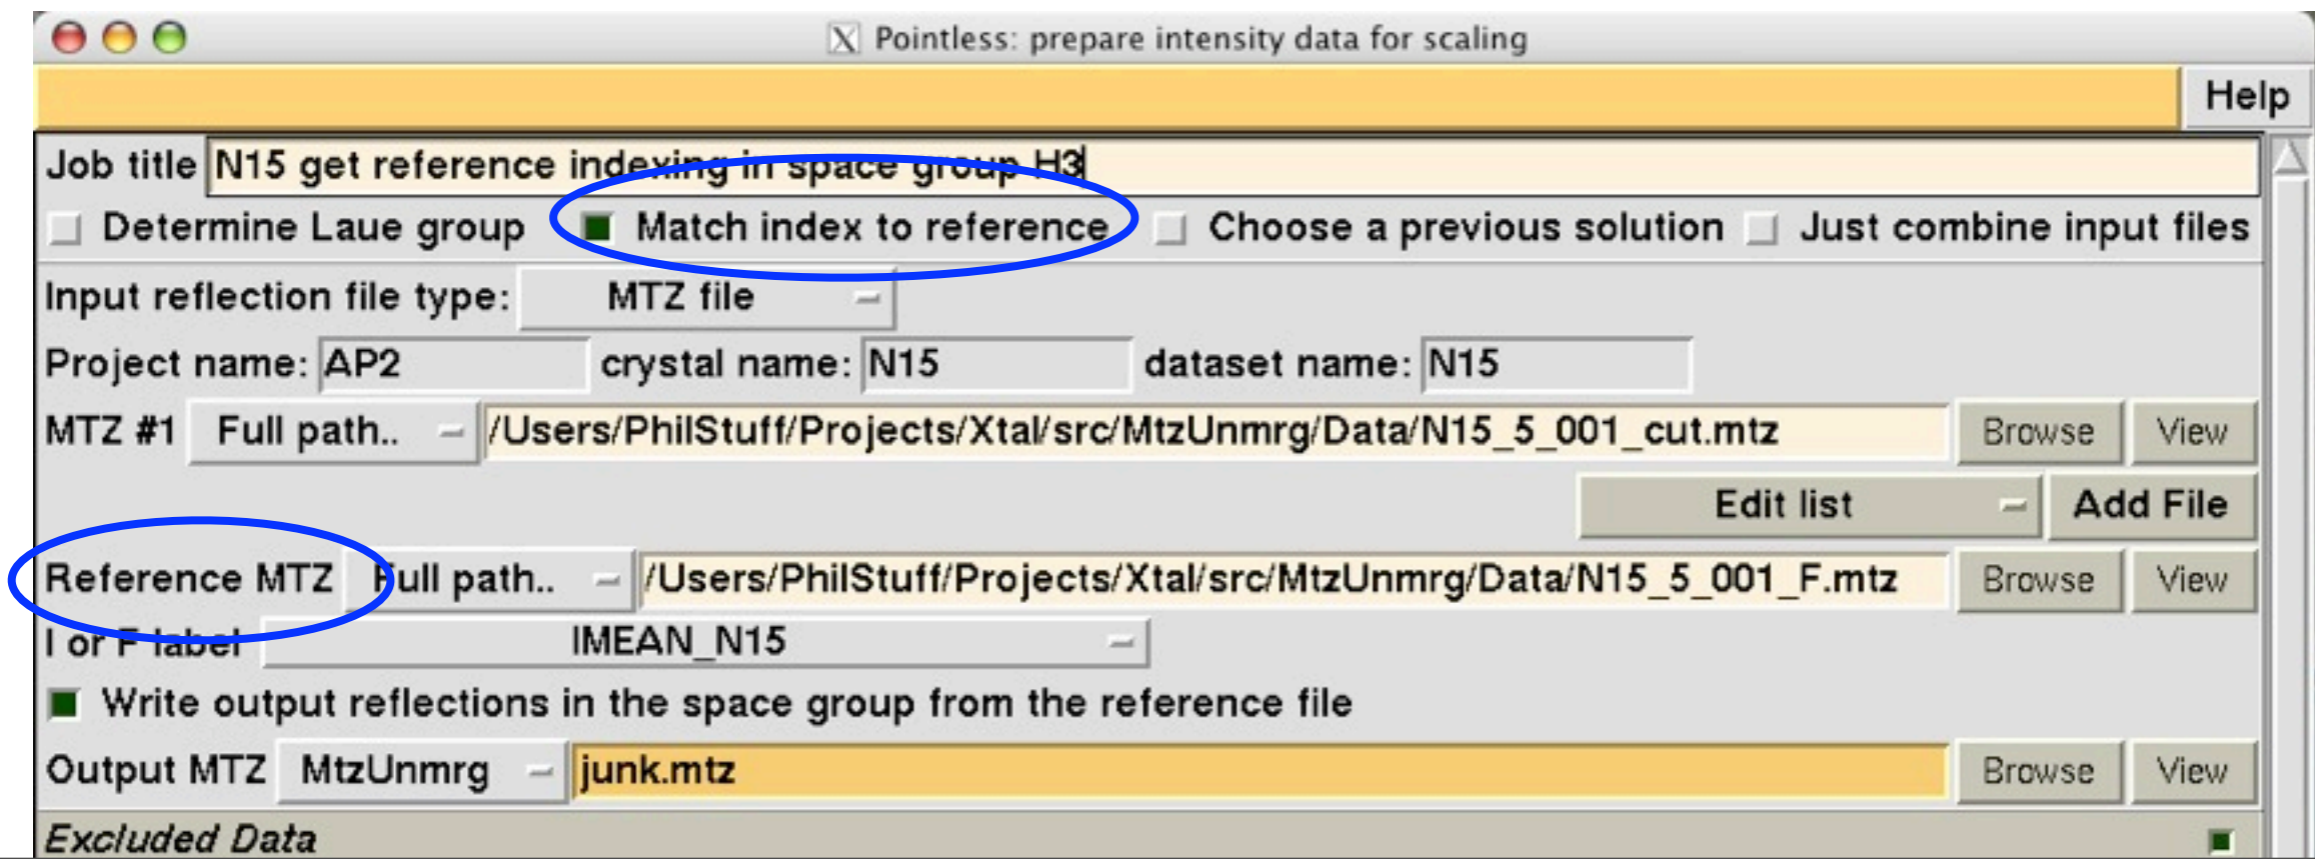 Pointless: prepare intensity data for scaling
Help
Job title N15 get reference indexing in space group H3
Determine Laue group Match index to reference Choose a previous solution Just combine input files
Input reflection file type: MTZ file
Project name: AP2 crystal name: N15 dataset name: N15
MTZ #1 Full path.. /Users/PhilStuff/Projects/Xtal/src/MtzUnmrg/Data/N15_5_001_cut.mtz Browse View
Edit list Add File
Reference MTZ Full path.. /Users/PhilStuff/Projects/Xtal/src/MtzUnmrg/Data/N15_5_001_F.mtz Browse View
I or F label IMEAN_N15
Write output reflections in the space group from the reference file
Output MTZ MtzUnmrg junk.mtz Browse View
Excluded Data